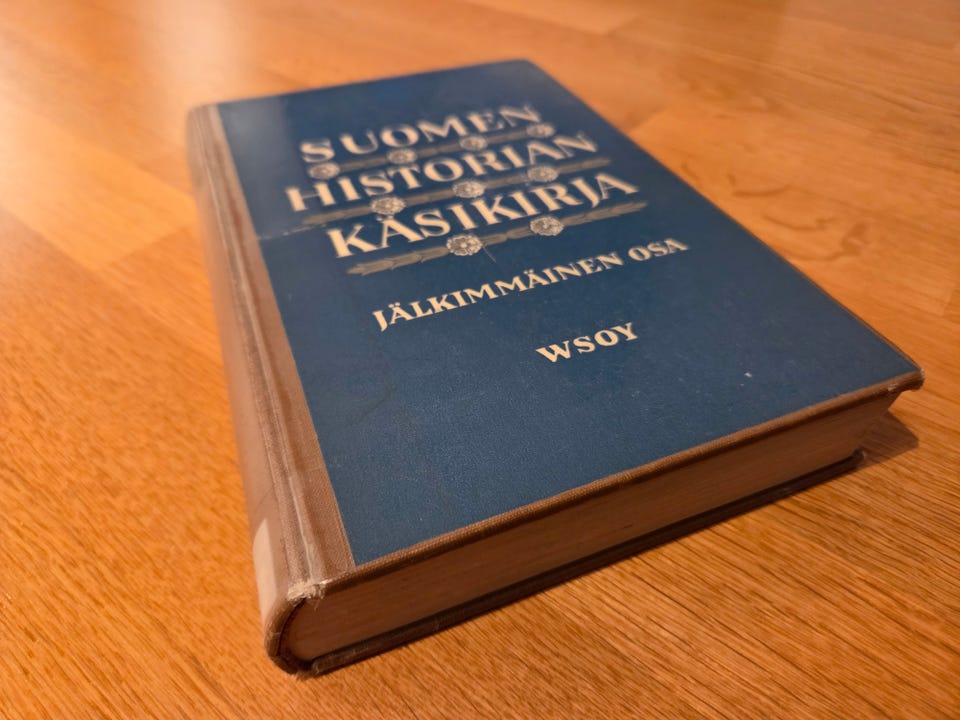 SUOMEN
HISTORIAN
KÄSIKIRJA
JÄLKIMMÄINEN OSA
WSOY